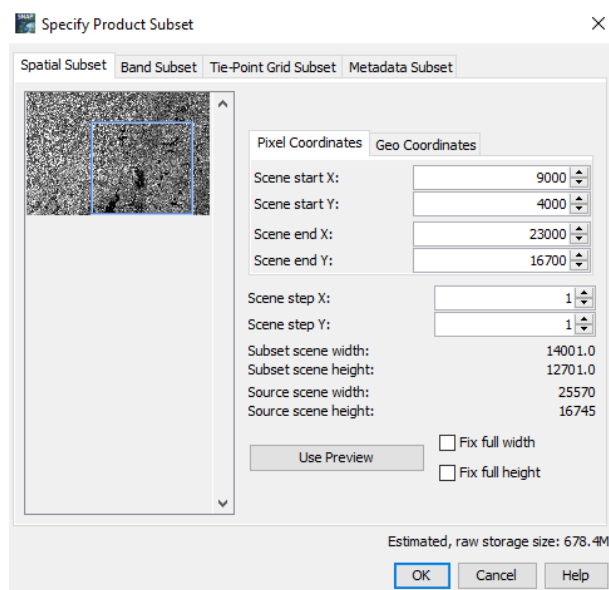 SNAP
Specify Product Subset
Spatial Subset Band Subset Tie-Point Grid Subset Metadata Subset
Pixel Coordinates Geo Coordinates
Scene start X: 9000
Scene start Y: 4000
Scene end X: 23000
Scene end Y: 16700
Scene step X: 1
Scene step Y: 1
Subset scene width: 14001.0
Subset scene height: 12701.0
Source scene width: 25570
Source scene height: 16745
Use Preview
Fix full width
Fix full height
Estimated, raw storage size: 678.4M
OK Cancel Help